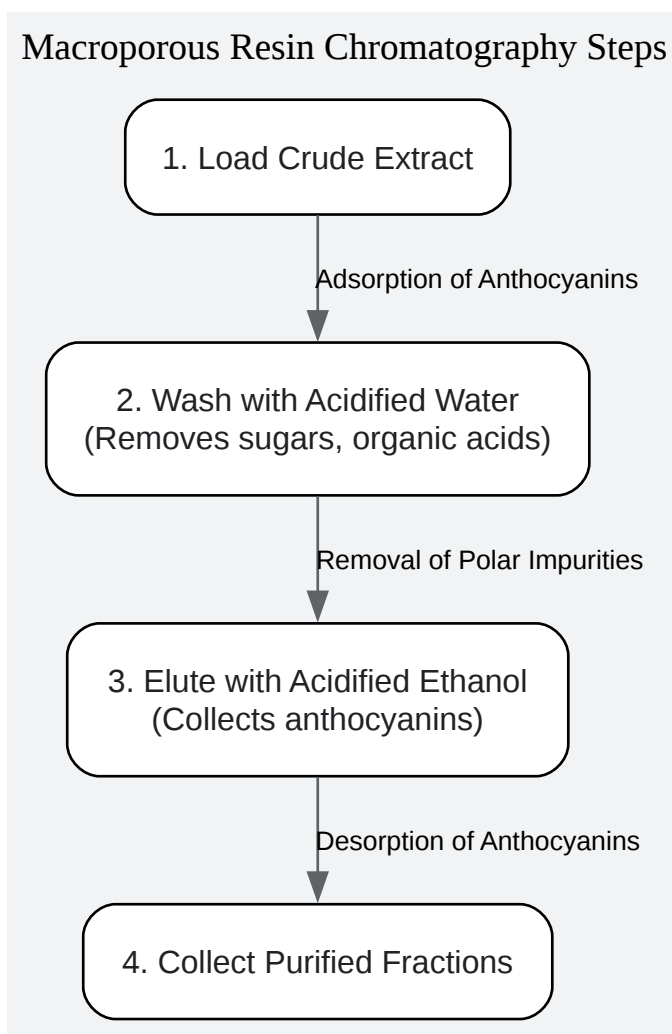 Macroporous Resin Chromatography Steps
1. Load Crude Extract
Adsorption of Anthocyanins
2. Wash with Acidified Water
(Removes sugars, organic acids)
Removal of Polar Impurities
3. Elute with Acidified Ethanol
(Collects anthocyanins)
Desorption of Anthocyanins
4. Collect Purified Fractions